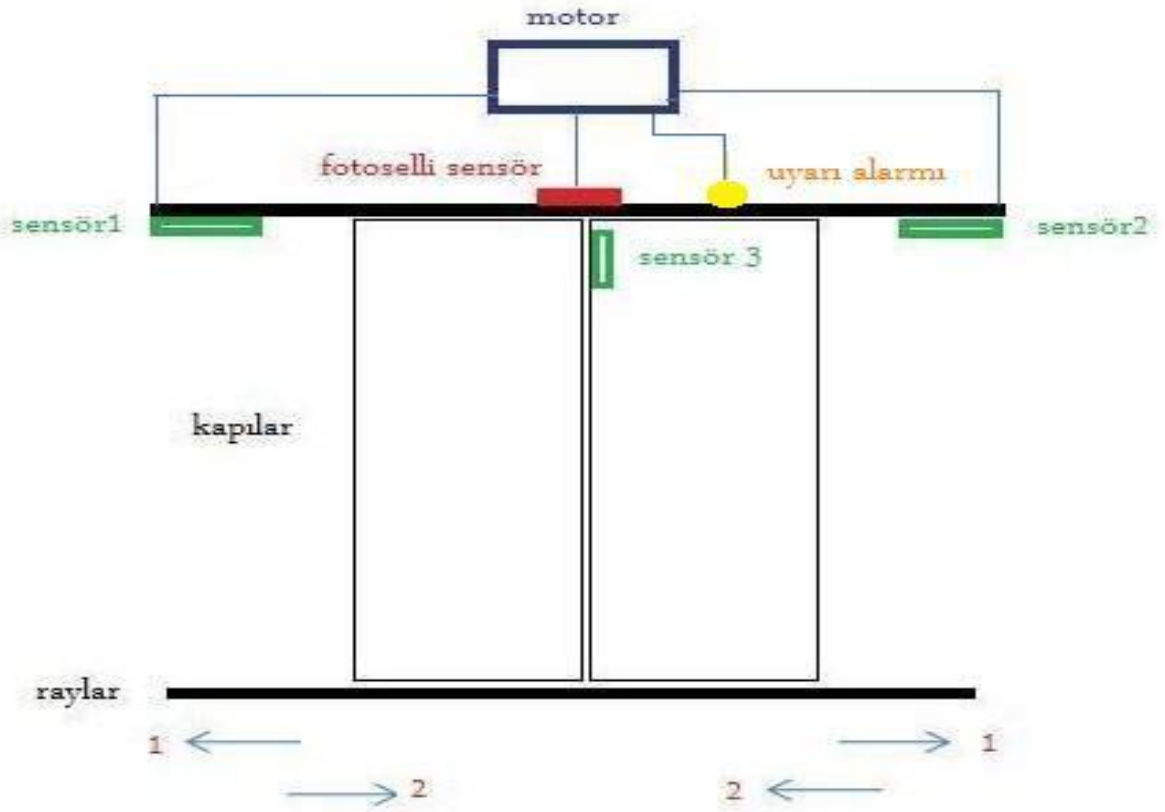 motor
fotoselli sensör
uyarı alarmı
sensör1
sensör2
sensör 3
kapılar
raylar
1
1
2
2